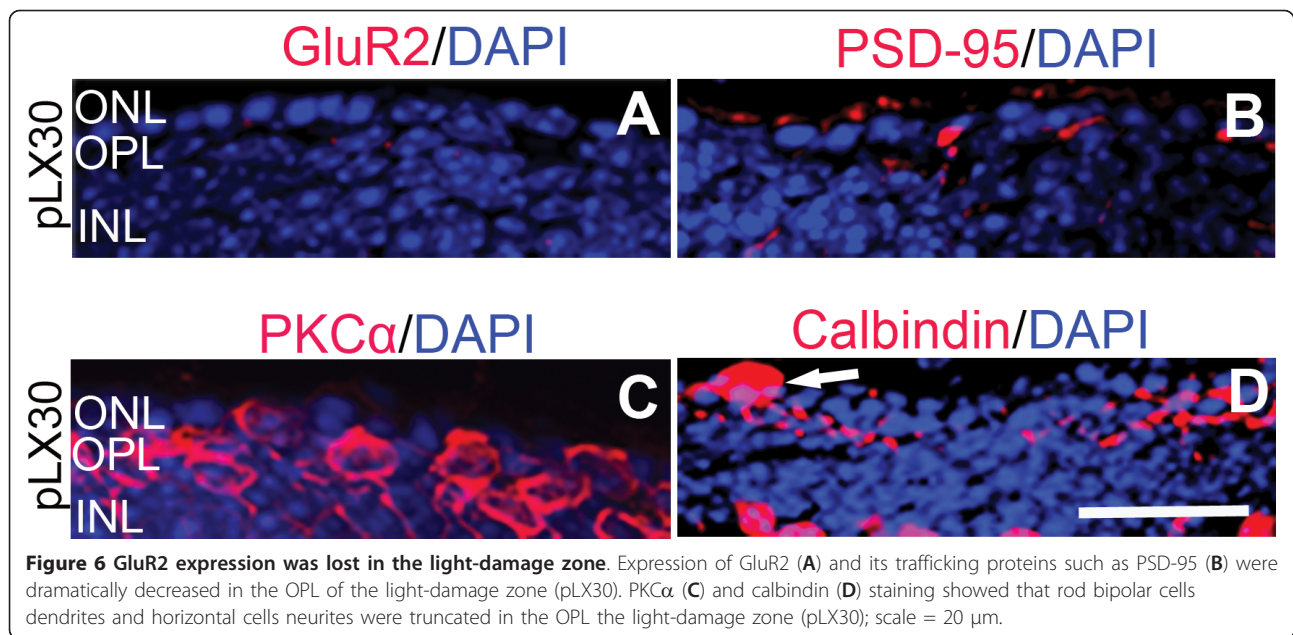 GluR2/DAPI
PSD-95/DAPI
pLX30
ONL
OPL
INL
A
B
PKCα/DAPI
Calbindin/DAPI
pLX30
ONL
OPL
INL
C
D
Figure 6 GluR2 expression was lost in the light-damage zone. Expression of GluR2 (A) and its trafficking proteins such as PSD-95 (B) were
dramatically decreased in the OPL of the light-damage zone (pLX30). PKCα (C) and calbindin (D) staining showed that rod bipolar cells
dendrites and horizontal cells neurites were truncated in the OPL the light-damage zone (pLX30); scale = 20 μm.